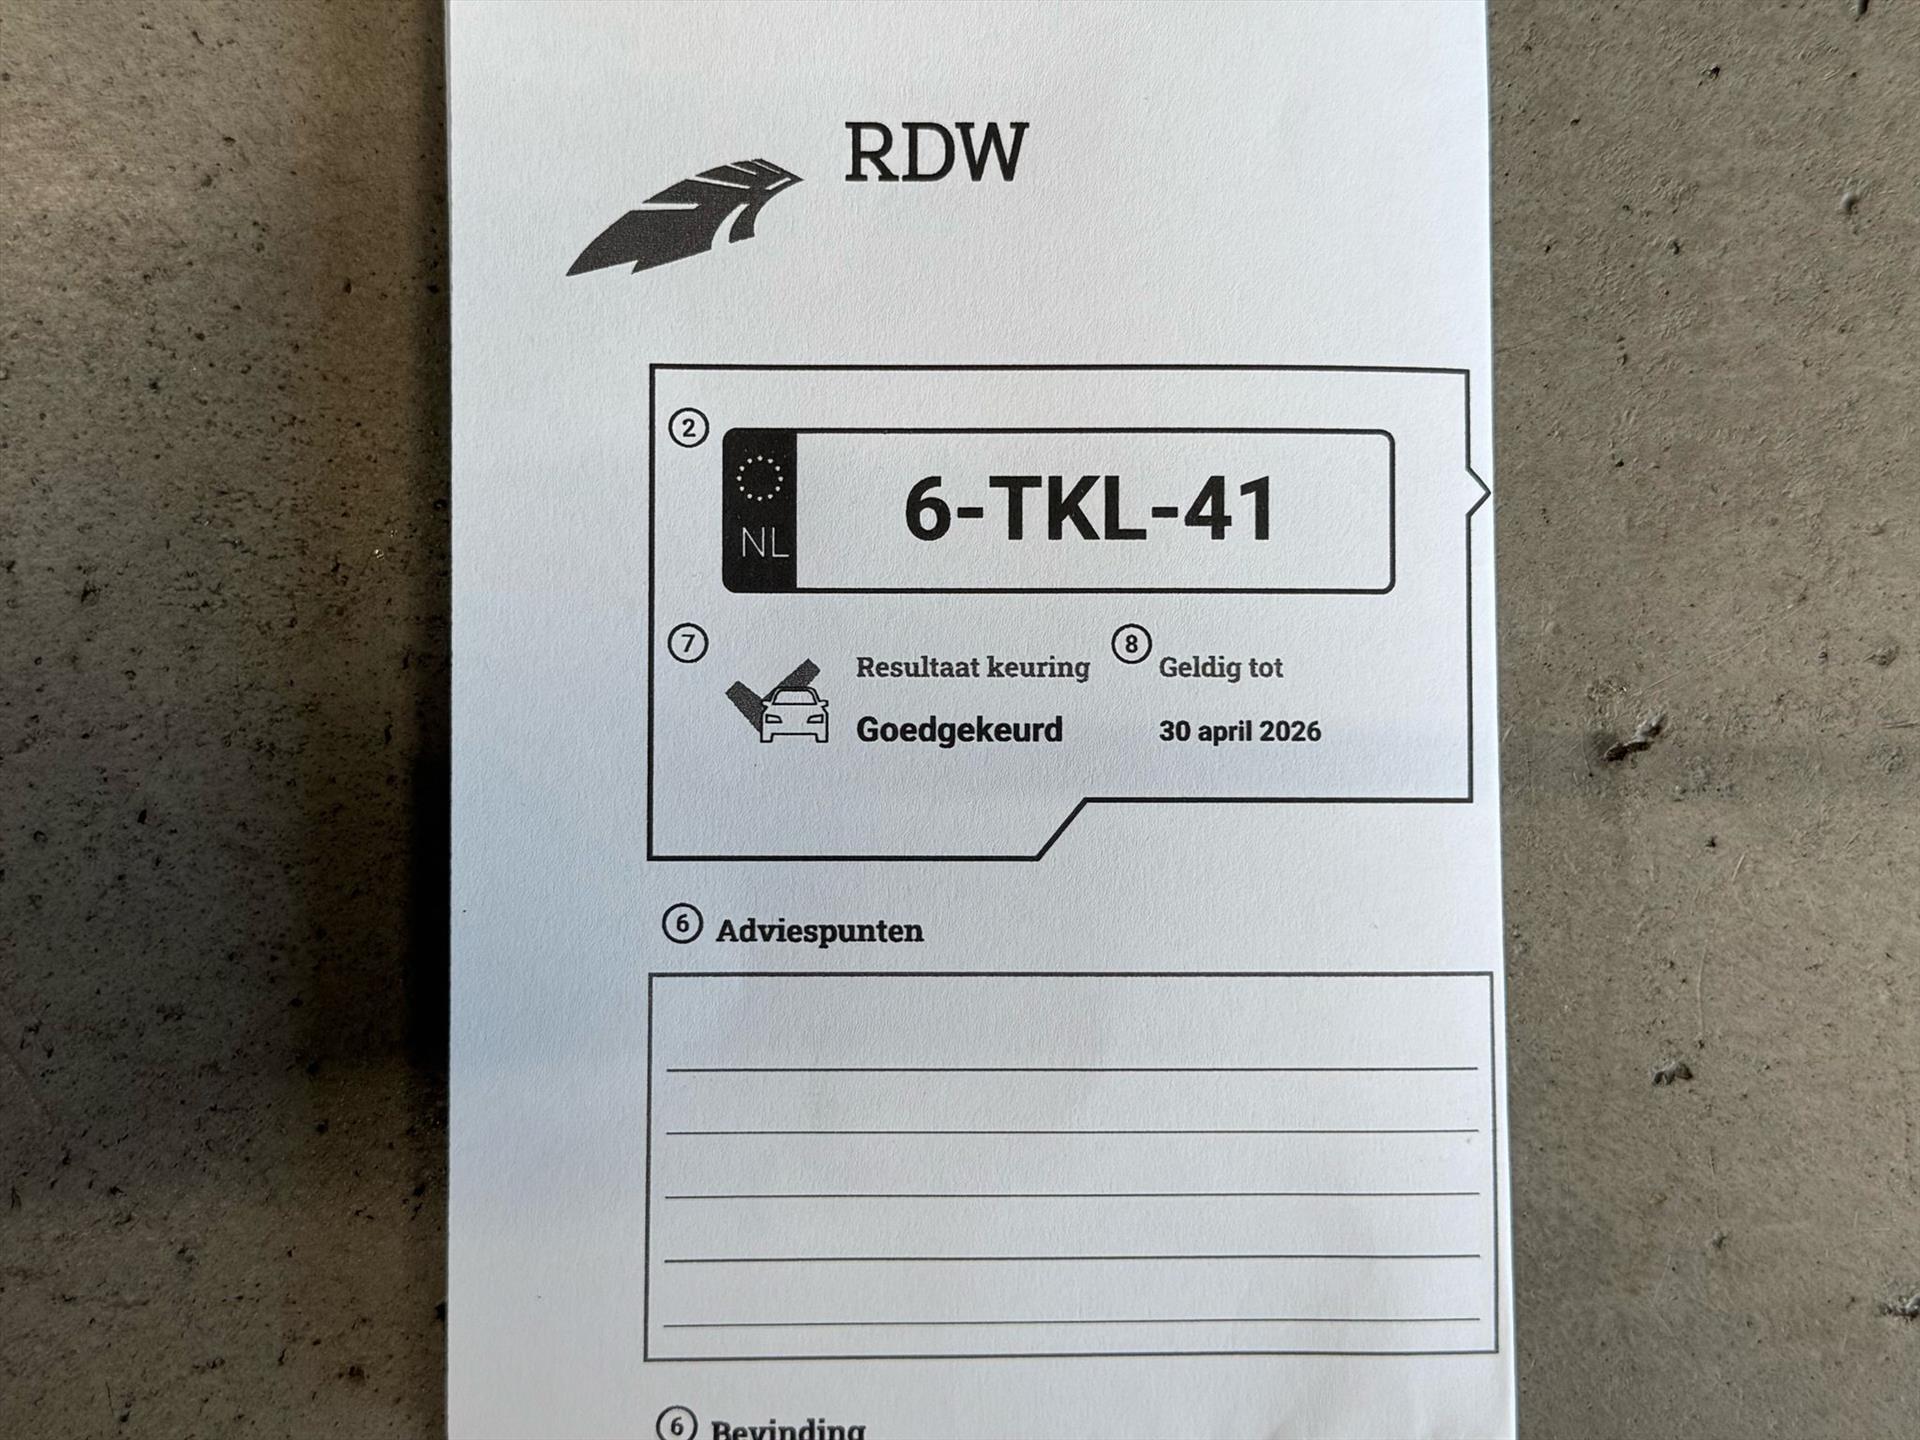 RDW
2
NL
6-TKL-41
7
Resultaat keuring
8
Geldig tot
Goedgekeurd
30 april 2026
6 Adviespunten
6 Bevinding